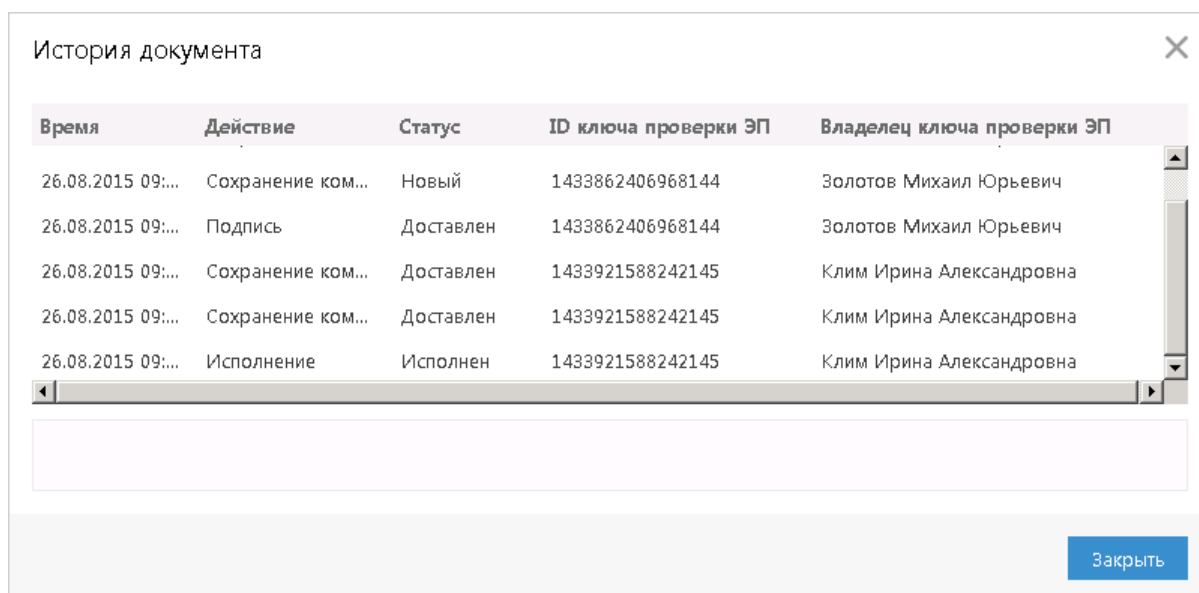 История документа
Время Действие Статус ID ключа проверки ЭП Владелец ключа проверки ЭП
26.08.2015 09:... Сохранение ком... Новый 1433862406968144 Золотов Михаил Юрьевич
26.08.2015 09:... Подпись Доставлен 1433862406968144 Золотов Михаил Юрьевич
26.08.2015 09:... Сохранение ком... Доставлен 1433921588242145 Клим Ирина Александровна
26.08.2015 09:... Сохранение ком... Доставлен 1433921588242145 Клим Ирина Александровна
26.08.2015 09:... Исполнение Исполнен 1433921588242145 Клим Ирина Александровна
Закрыть